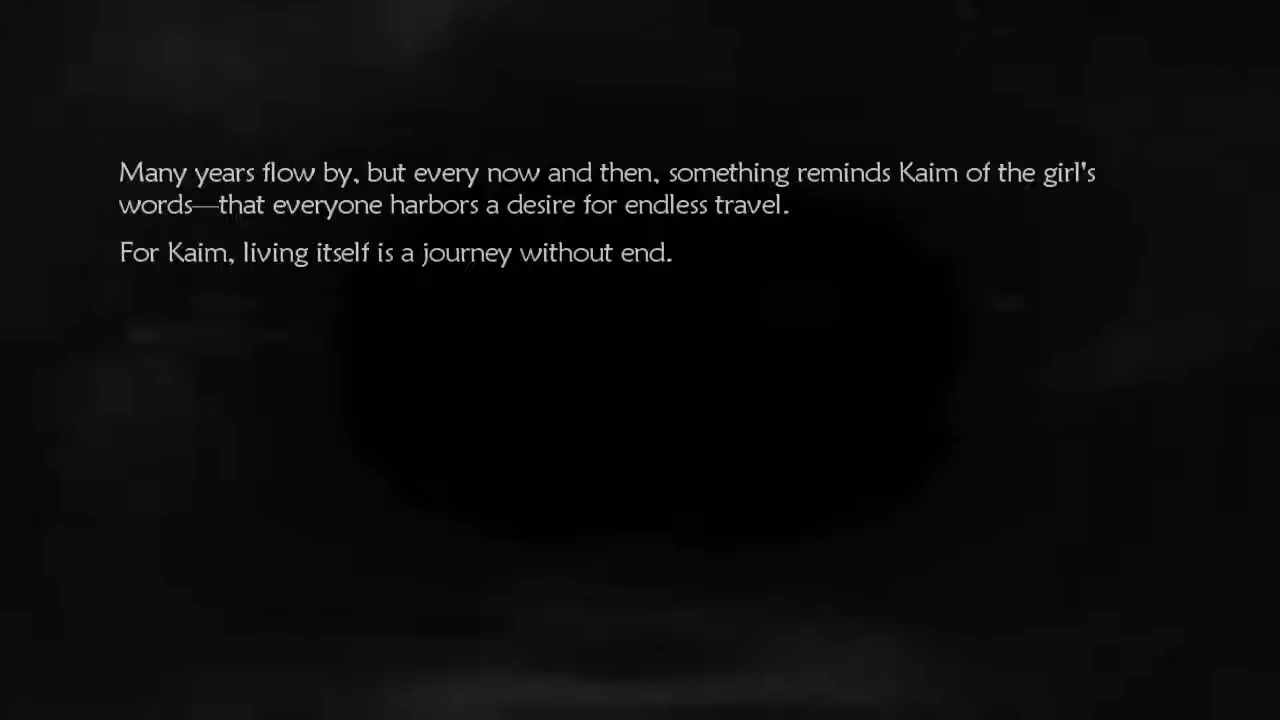 Many years flow by, but every now and then, something reminds Kaim of the girl's
words—that everyone harbors a desire for endless travel.
For Kaim, living itself is a journey without end.